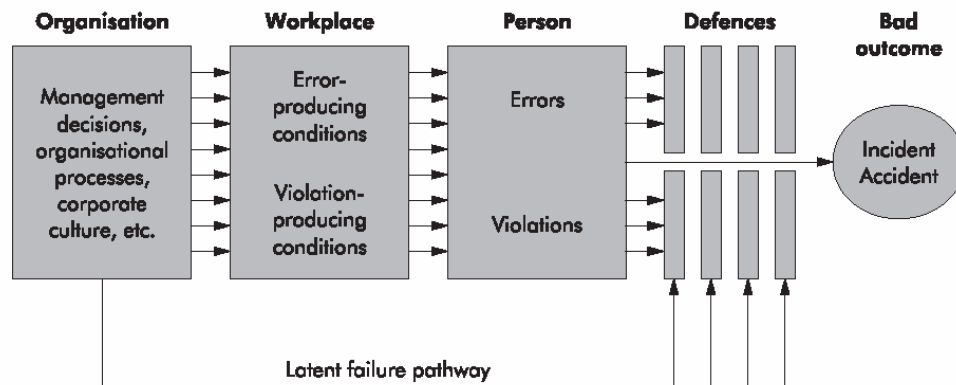 Organisation
Workplace
Person
Defences
Bad
outcome
Management
decisions,
organisational
processes,
corporate
culture, etc.
Error-
producing
conditions
Violation-
producing
conditions
Errors
Violations
Incident
Accident
Latent failure pathway